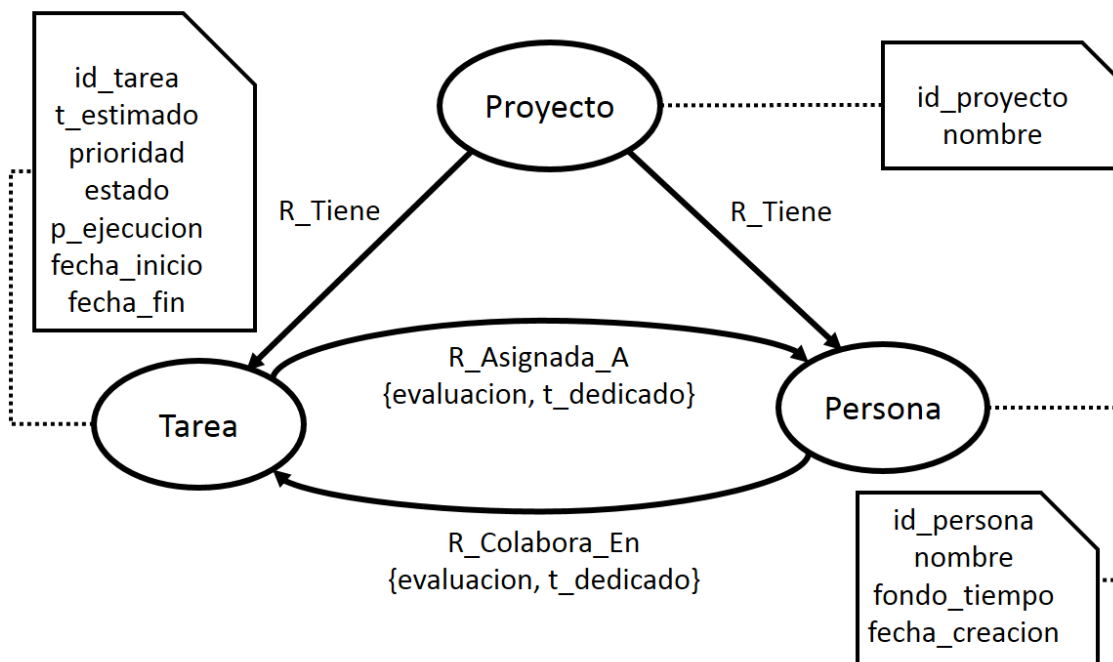 id_tarea
t_estimado
prioridad
estado
p_ejecucion
fecha_inicio
fecha_fin
Proyecto
id_proyecto
nombre
R_Tiene
R_Tiene
R_Asignada_A
{evaluacion, t_dedicado}
Tarea
Persona
R_Colabora_En
{evaluacion, t_dedicado}
id_persona
nombre
fondo_tiempo
fecha_creacion